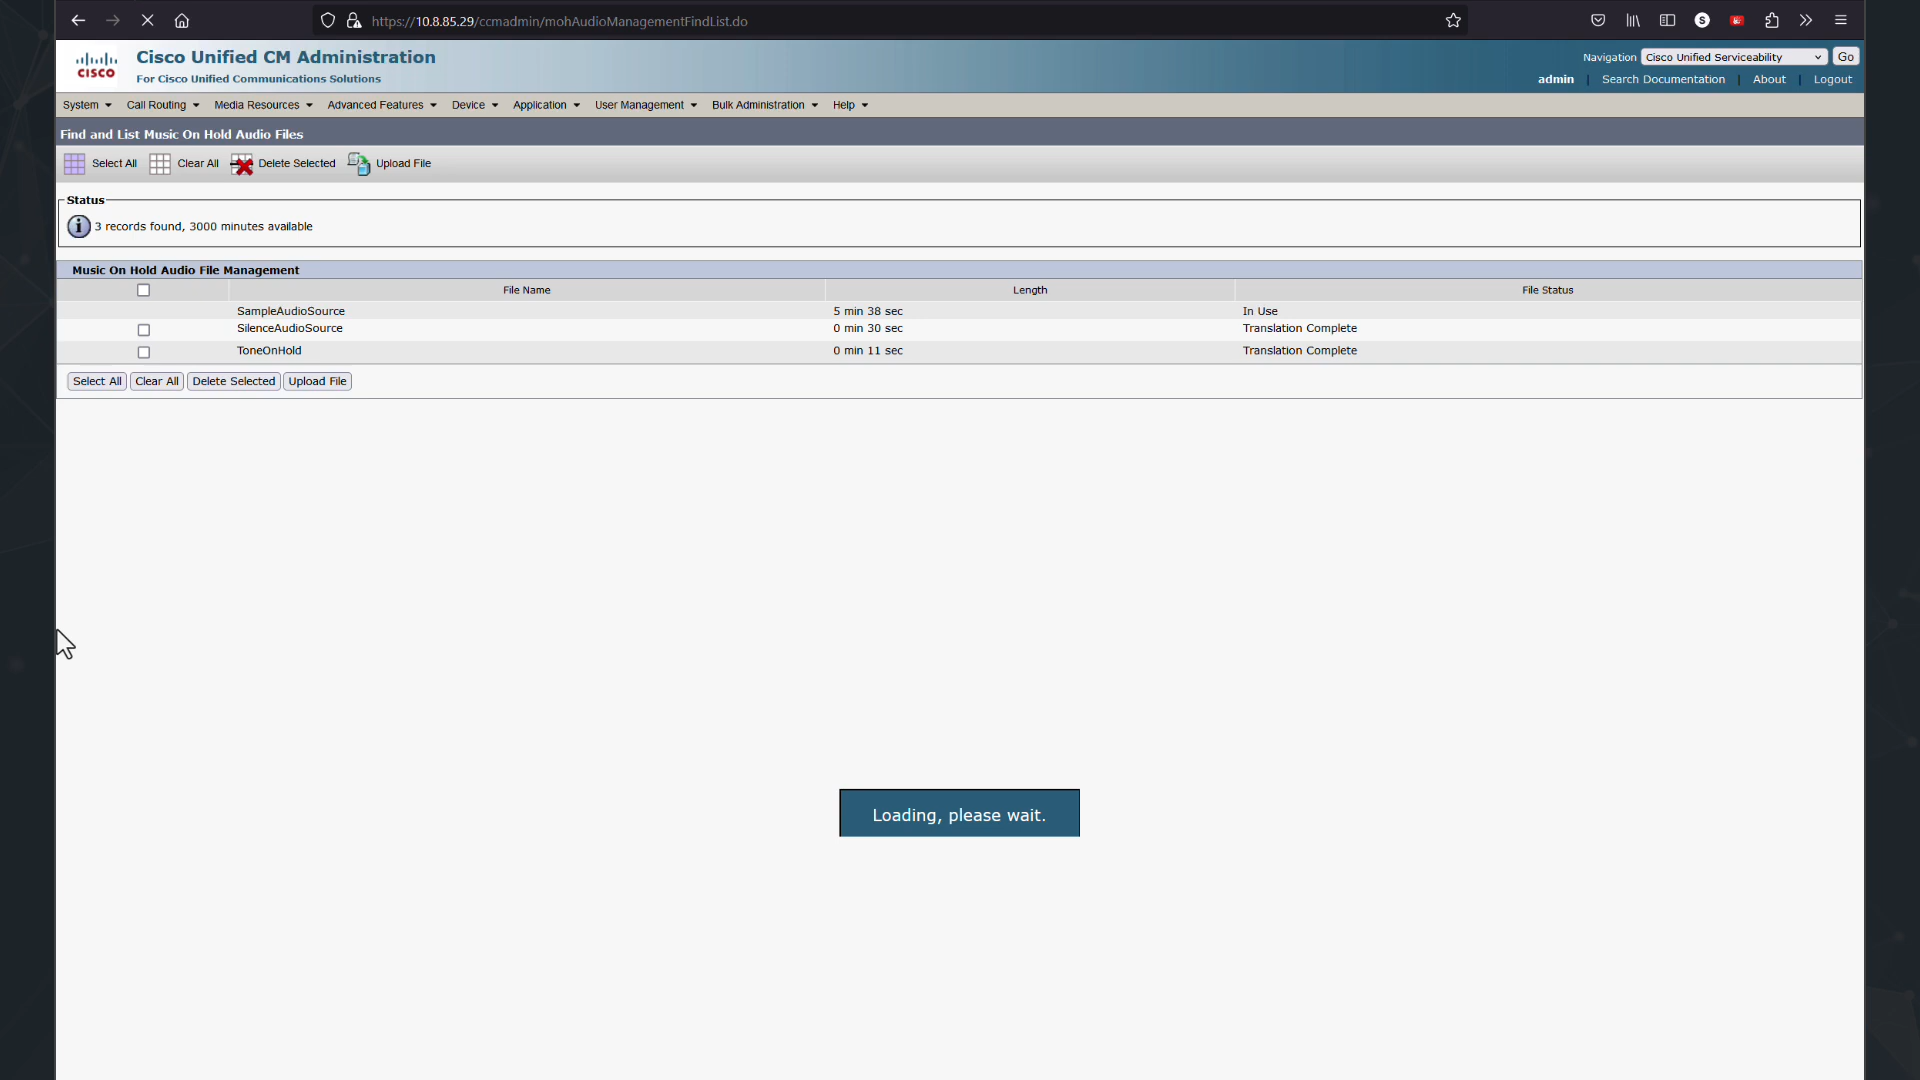 https://10.8.85.29/ccmadmin/mohAudioManagementFindList.do
S
CISCO
Cisco Unified CM Administration
For Cisco Unified Communications Solutions
Navigation Cisco Unified Serviceability Go
admin | Search Documentation | About | Logout
System Call Routing Media Resources Advanced Features Device Application User Management Bulk Administration Help
Find and List Music On Hold Audio Files
Select All Clear All Delete Selected Upload File
Status
3 records found, 3000 minutes available
Music On Hold Audio File Management
File Name Length File Status
SampleAudioSource 5 min 38 sec In Use
SilenceAudioSource 0 min 30 sec Translation Complete
ToneOnHold 0 min 11 sec Translation Complete
Select All Clear All Delete Selected Upload File
Loading, please wait.